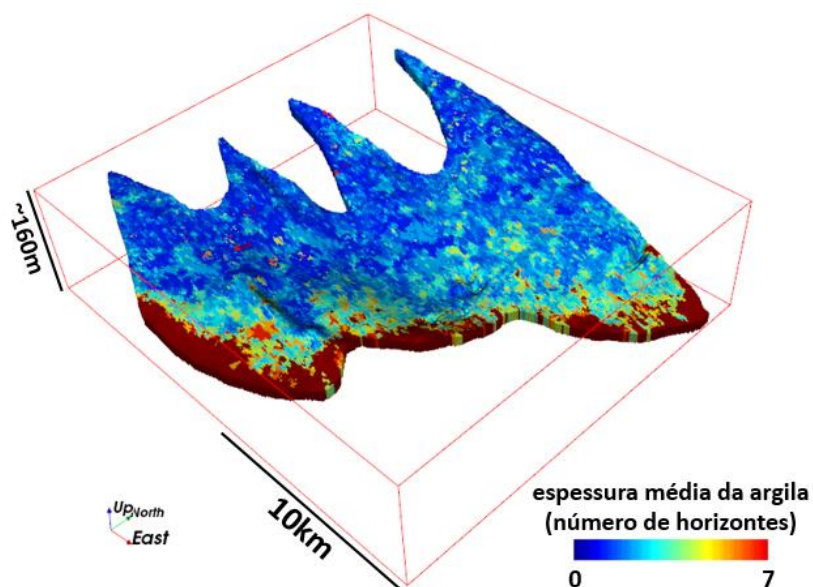 ~160m
10km
Up
North
East
espessura média da argila
(número de horizontes)
0 7